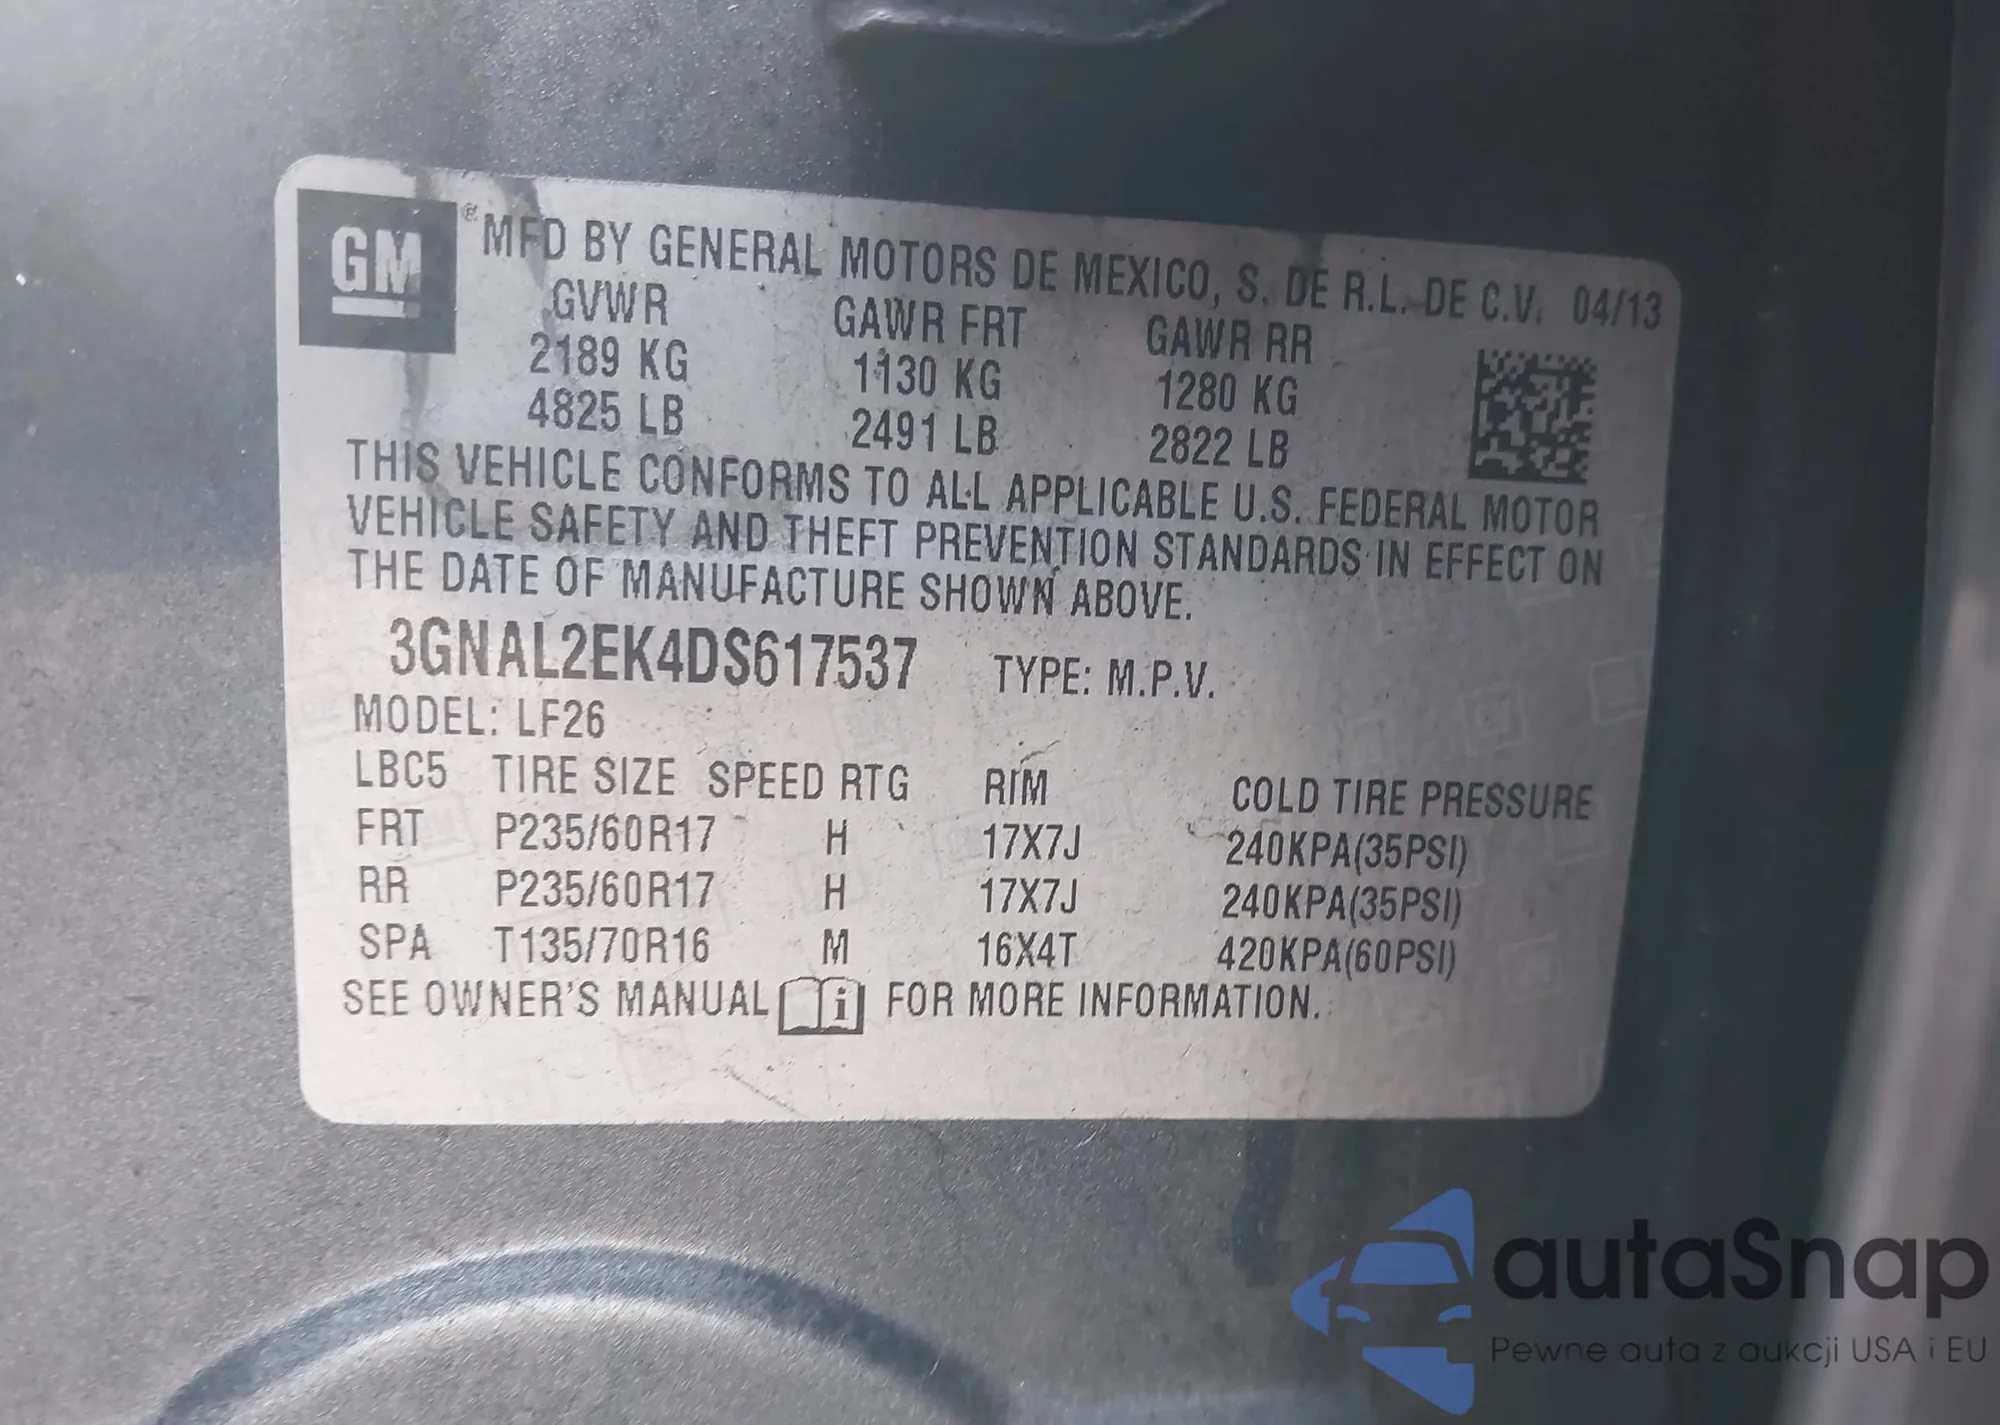 GM ® MFD BY GENERAL MOTORS DE MEXICO, S. DE R.L. DE C.V. 04/13
GVWR GAWR FRT GAWR RR
2189 KG 1130 KG 1280 KG
4825 LB 2491 LB 2822 LB
THIS VEHICLE CONFORMS TO ALL APPLICABLE U.S. FEDERAL MOTOR
VEHICLE SAFETY AND THEFT PREVENTION STANDARDS IN EFFECT ON
THE DATE OF MANUFACTURE SHOWN ABOVE.
3GNAL2EK4DS617537 TYPE: M.P.V.
MODEL: LF26
LBC5 TIRE SIZE SPEED RTG RIM COLD TIRE PRESSURE
FRT P235/60R17 H 17X7J 240KPA(35PSI)
RR P235/60R17 H 17X7J 240KPA(35PSI)
SPA T135/70R16 M 16X4T 420KPA(60PSI)
SEE OWNER'S MANUAL i FOR MORE INFORMATION.
autaSnap
Pewne auta z aukcji USA i EU